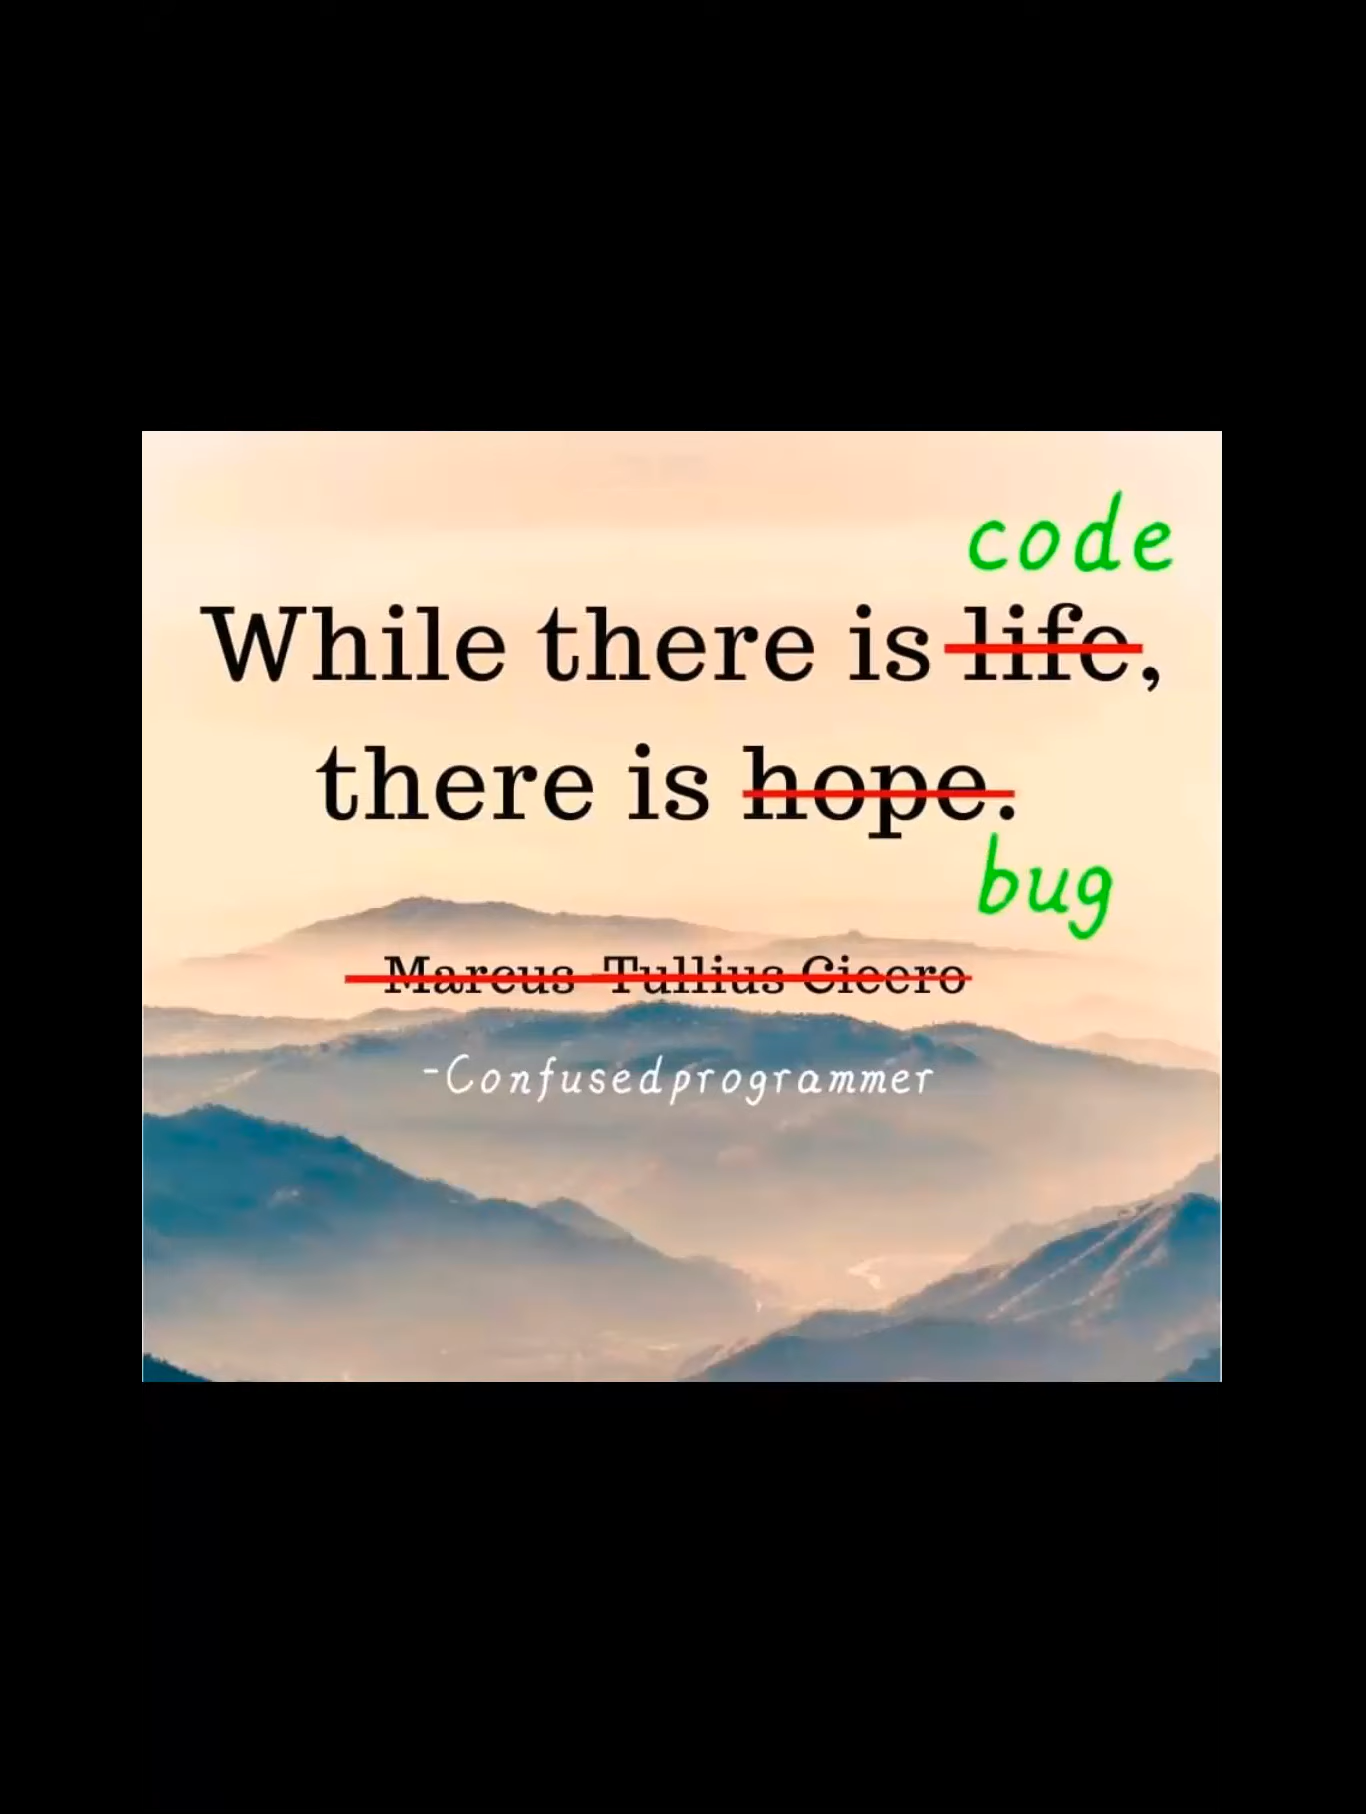 code
While there is life,
there is hope.
bug
Marcus Tullius Cicero
-Confusedprogrammer